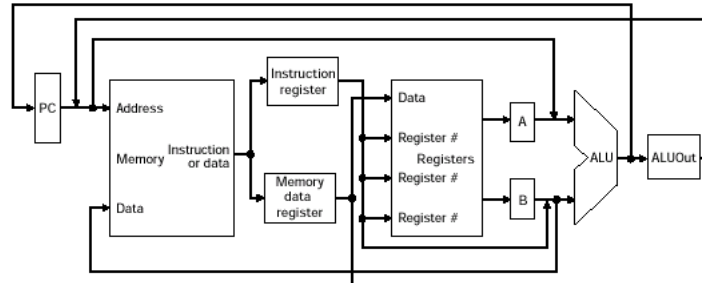 PC
Address
Memory
Instruction
or data
Data
Instruction
register
Memory
data
register
Data
Register #
Registers
Register #
Register #
A
B
ALU
ALUOut